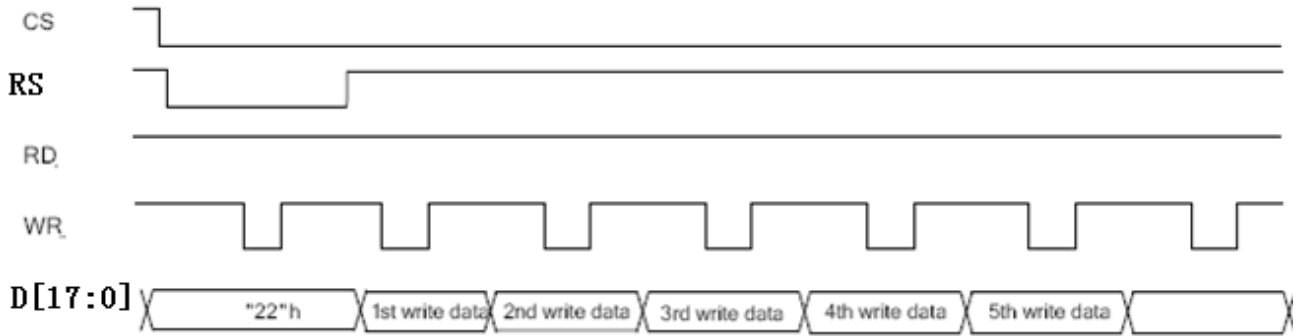 CS
RS
RD
WR
D[17:0] "22"h 1st write data 2nd write data 3rd write data 4th write data 5th write data